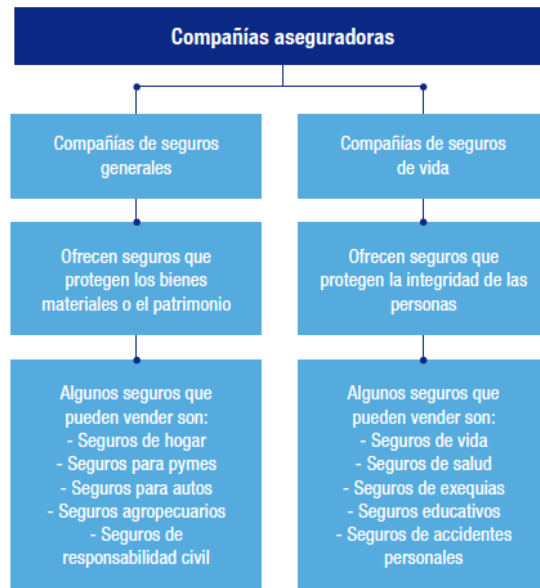 Compañías aseguradoras
Compañías de seguros
generales
Ofrecen seguros que
protegen los bienes
materiales o el patrimonio
Algunos seguros que
pueden vender son:
- Seguros de hogar
- Seguros para pymes
- Seguros para autos
- Seguros agropecuarios
- Seguros de
responsabilidad civil
Compañías de seguros
de vida
Ofrecen seguros que
protegen la integridad de las
personas
Algunos seguros que
pueden vender son:
- Seguros de vida
- Seguros de salud
- Seguros de exequias
- Seguros educativos
- Seguros de accidentes
personales